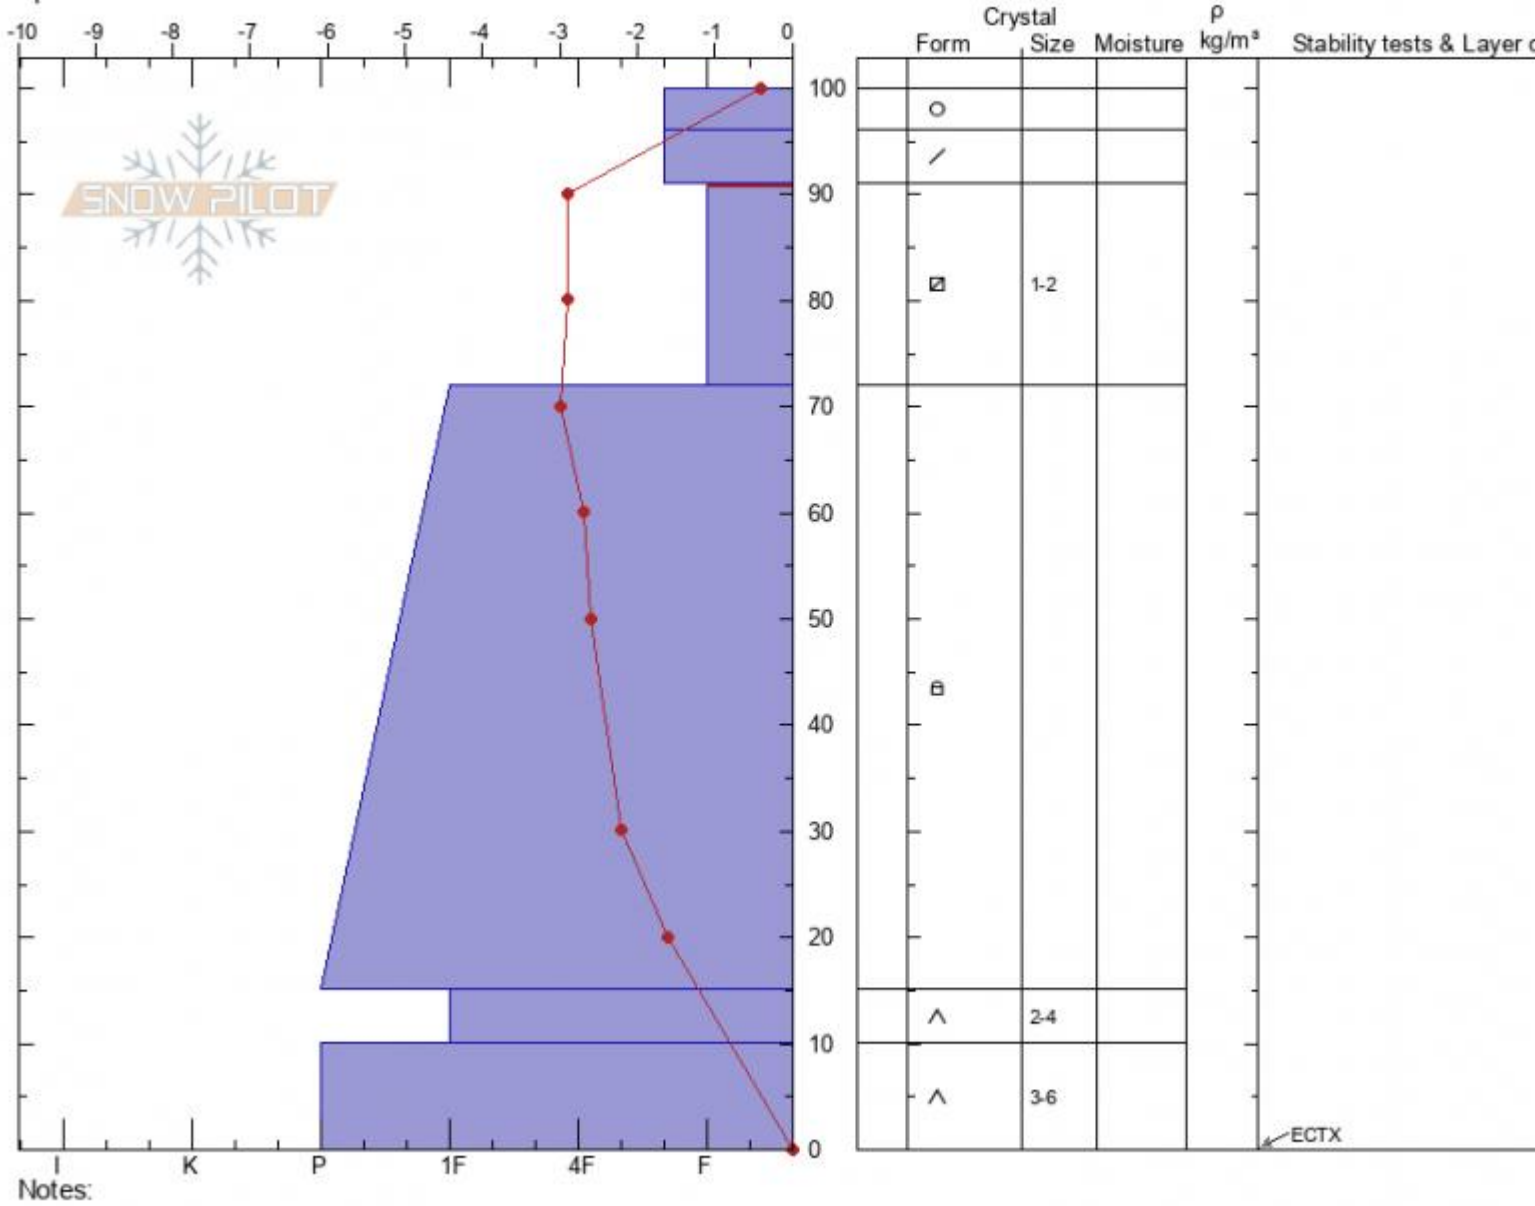 Crystal ρ
-10 -9 -8 -7 -6 -5 -4 -3 -2 -1 0
Form Size Moisture kg/m³ Stability tests & Layer c
100
SNOW PILOT
90
1-2
80
70
60
50
40
30
20
2-4
10
3-6
ECTX
0
I K P 1F 4F F
Notes: